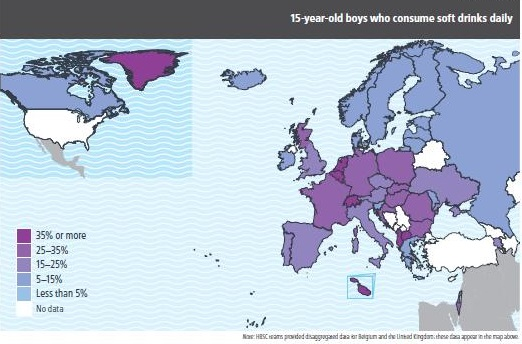 15-year-old boys who consume soft drinks daily
35% or more
25–35%
15–25%
5–15%
Less than 5%
No data
Note: HBSC teams provided disaggregated data for Belgium and the United Kingdom; these data appear in the map above.